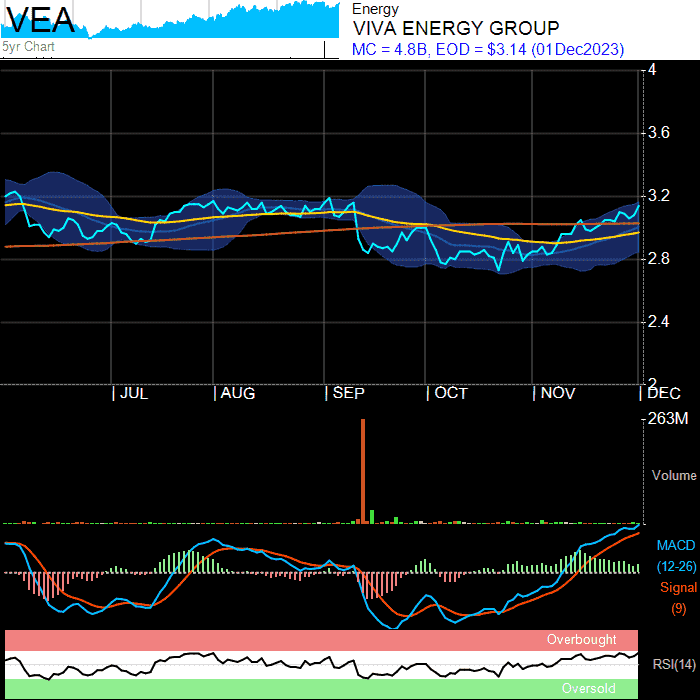 VEA
5yr Chart
Energy
VIVA ENERGY GROUP
MC = 4.8B, EOD = $3.14 (01Dec2023)
4
3.6
3.2
2.8
2.4
2
JUL AUG SEP OCT NOV DEC
263M
Volume
MACD
(12-26)
Signal
(9)
Overbought
RSI(14)
Oversold